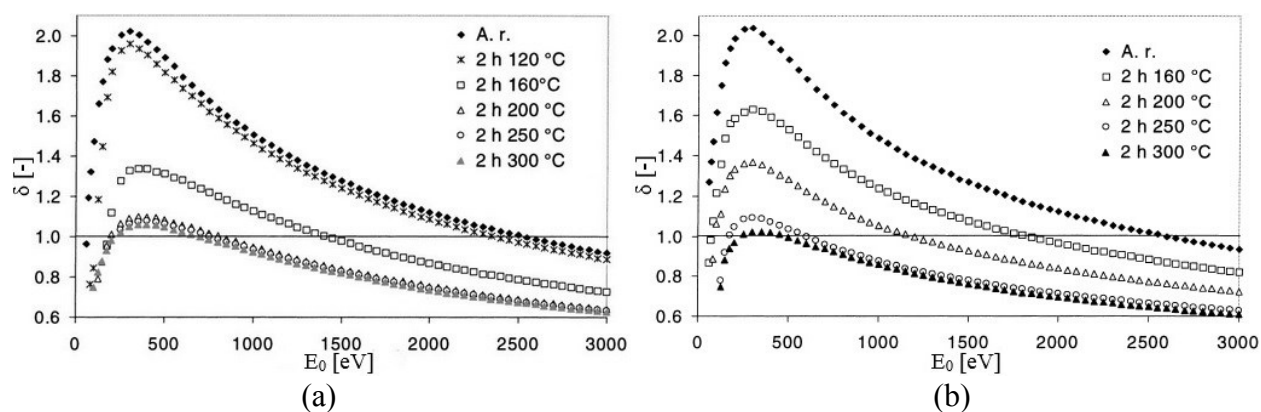 2.0
1.8
1.6
1.4
1.2
1.0
0.8
0.6
δ [-]
0 500 1000 1500 2000 2500 3000
E₀ [eV]
A. r.
2 h 120 °C
2 h 160°C
2 h 200 °C
2 h 250 °C
2 h 300 °C
(a)
2.0
1.8
1.6
1.4
1.2
1.0
0.8
0.6
δ [-]
0 500 1000 1500 2000 2500 3000
E₀ [eV]
A. r.
2 h 160 °C
2 h 200 °C
2 h 250 °C
2 h 300 °C
(b)